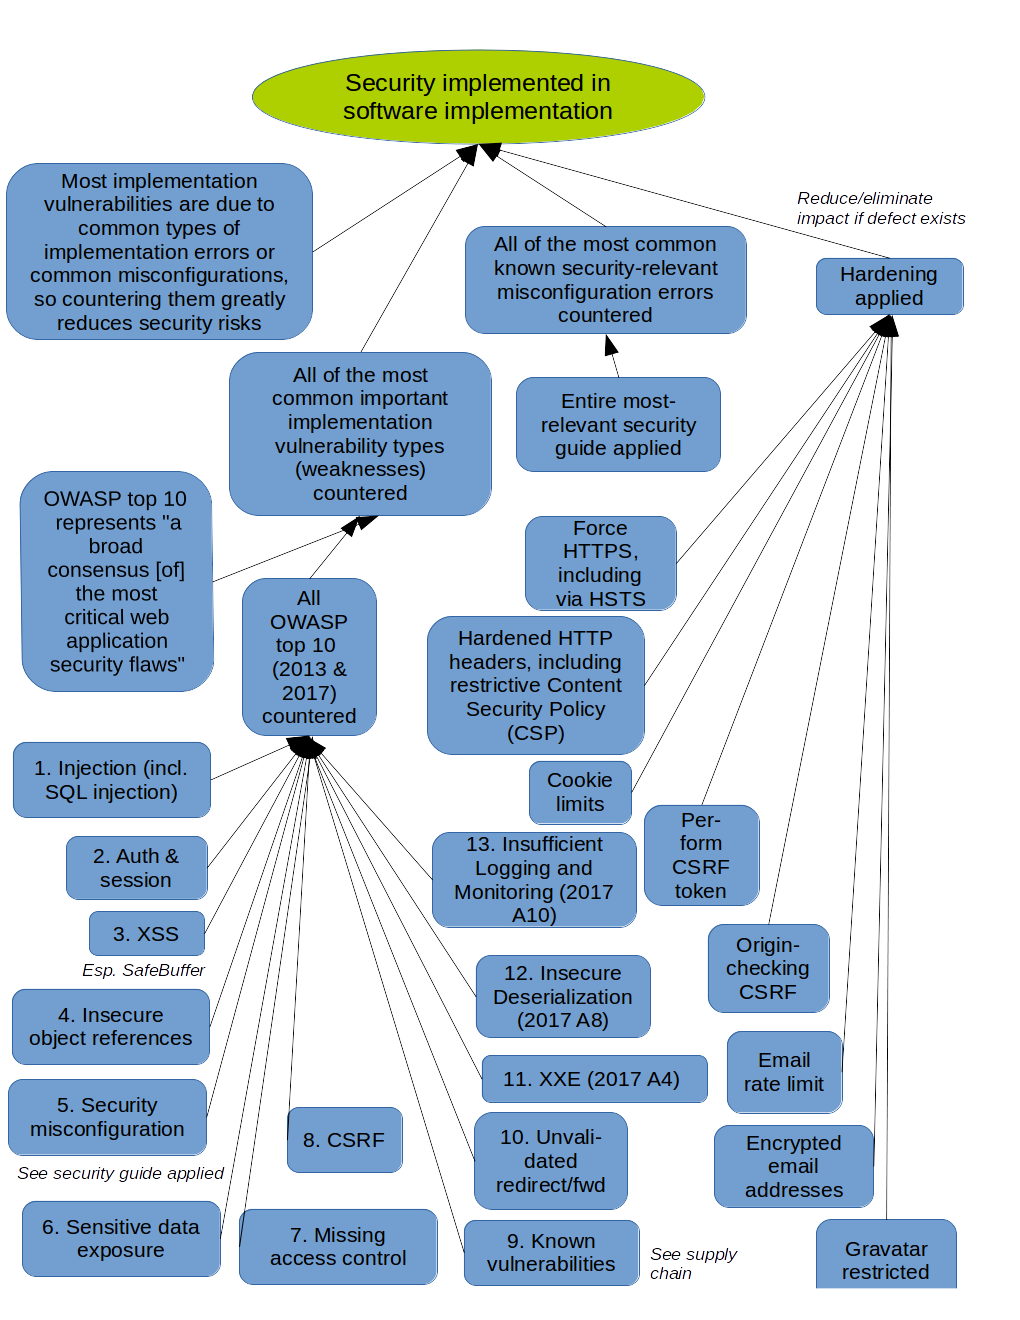 Security implemented in
software implementation
Most implementation
vulnerabilities are due to
common types of
implementation errors or
common misconfigurations,
so countering them greatly
reduces security risks
All of the most common
known security-relevant
misconfiguration errors
countered
Reduce/eliminate
impact if defect exists
Hardening
applied
All of the most
common important
implementation
vulnerability types
(weaknesses)
countered
Entire most-
relevant security
guide applied
OWASP top 10
represents "a
broad
consensus [of]
the most
critical web
application
security flaws"
All
OWASP
top 10
(2013 &
2017)
countered
Force
HTTPS,
including
via HSTS
Hardened HTTP
headers, including
restrictive Content
Security Policy
(CSP)
Cookie
limits
Per-
form
CSRF
token
Origin-
checking
CSRF
Email
rate limit
Encrypted
email
addresses
Gravatar
restricted
1. Injection (incl.
SQL injection)
2. Auth &
session
3. XSS
Esp. SafeBuffer
4. Insecure
object references
5. Security
misconfiguration
See security guide applied
6. Sensitive data
exposure
7. Missing
access control
8. CSRF
9. Known
vulnerabilities
See supply
chain
10. Unvali-
dated
redirect/fwd
11. XXE (2017 A4)
12. Insecure
Deserialization
(2017 A8)
13. Insufficient
Logging and
Monitoring (2017
A10)